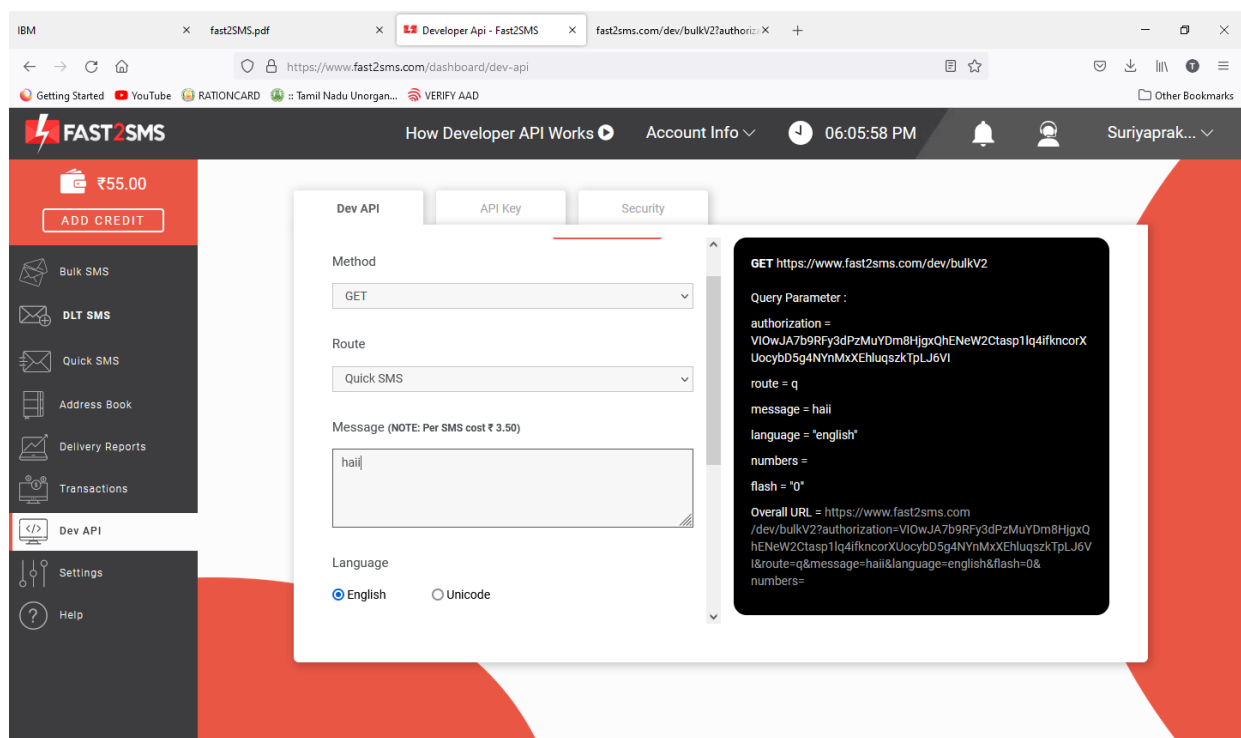 IBM
fast2SMS.pdf
Developer Api - Fast2SMS
fast2sms.com/dev/bulkV2?authoriz
https://www.fast2sms.com/dashboard/dev-api
Getting Started
YouTube
RATIONCARD
:: Tamil Nadu Unorgan...
VERIFY AAD
Other Bookmarks
FAST2SMS
How Developer API Works
Account Info
06:05:58 PM
Suriyaprak...
₹55.00
ADD CREDIT
Bulk SMS
DLT SMS
Quick SMS
Address Book
Delivery Reports
Transactions
Dev API
Settings
Help
Dev API
API Key
Security
Method
GET
Route
Quick SMS
Message (NOTE: Per SMS cost ₹ 3.50)
haii
Language
English
Unicode
GET https://www.fast2sms.com/dev/bulkV2
Query Parameter :
authorization =
VIOwJA7b9RFy3dPzMuYDm8HjgxQhENeW2Ctasp1lq4ifkncorX
UocybD5g4NYnMxXEhluqszkTpLJ6VI
route = q
message = haii
language = "english"
numbers =
flash = "0"
Overall URL = https://www.fast2sms.com
/dev/bulkV2?authorization=VIOwJA7b9RFy3dPzMuYDm8HjgxQ
hENeW2Ctasp1lq4ifkncorXUocybD5g4NYnMxXEhluqszkTpLJ6V
I&route=q&message=haii&language=english&flash=0&
numbers=